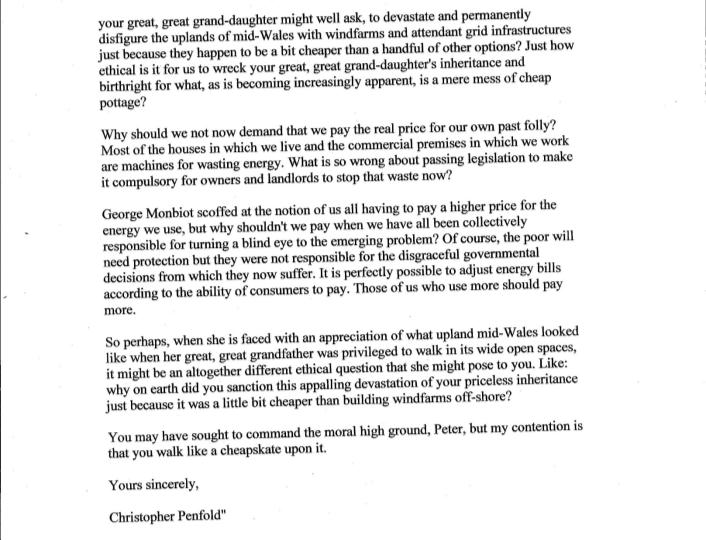 your great, great grand-daughter might well ask, to devastate and permanently
disfigure the uplands of mid-Wales with windfarms and attendant grid infrastructures
just because they happen to be a bit cheaper than a handful of other options? Just how
ethical is it for us to wreck your great, great grand-daughter's inheritance and
birthright for what, as is becoming increasingly apparent, is a mere mess of cheap
pottage?
Why should we not now demand that we pay the real price for our own past folly?
Most of the houses in which we live and the commercial premises in which we work
are machines for wasting energy. What is so wrong about passing legislation to make
it compulsory for owners and landlords to stop that waste now?
George Monbiot scoffed at the notion of us all having to pay a higher price for the
energy we use, but why shouldn't we pay when we have all been collectively
responsible for turning a blind eye to the emerging problem? Of course, the poor will
need protection but they were not responsible for the disgraceful governmental
decisions from which they now suffer. It is perfectly possible to adjust energy bills
according to the ability of consumers to pay. Those of us who use more should pay
more.
So perhaps, when she is faced with an appreciation of what upland mid-Wales looked
like when her great, great grandfather was privileged to walk in its wide open spaces,
it might be an altogether different ethical question that she might pose to you. Like:
why on earth did you sanction this appalling devastation of your priceless inheritance
just because it was a little bit cheaper than building windfarms off-shore?
You may have sought to command the moral high ground, Peter, but my contention is
that you walk like a cheapskate upon it.
Yours sincerely,
Christopher Penfold"